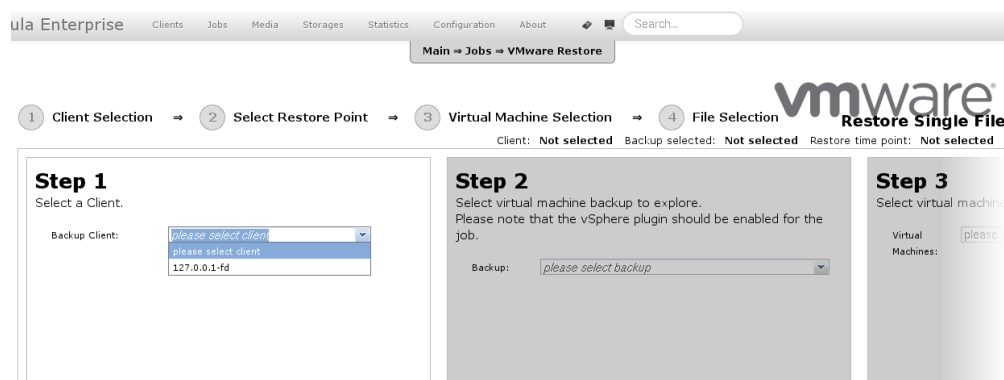 ula Enterprise Clients Jobs Media Storages Statistics Configuration About Search...
Main ⇒ Jobs ⇒ VMware Restore
vmware
1 Client Selection ⇒ 2 Select Restore Point ⇒ 3 Virtual Machine Selection ⇒ 4 File Selection
Restore Single File
Client: Not selected Backup selected: Not selected Restore time point: Not selected
Step 1
Select a Client.
Backup Client: please select client
please select client
127.0.0.1-fd
Step 2
Select virtual machine backup to explore.
Please note that the vSphere plugin should be enabled for the
job.
Backup: please select backup
Step 3
Select virtual machine
Virtual
Machines:
please